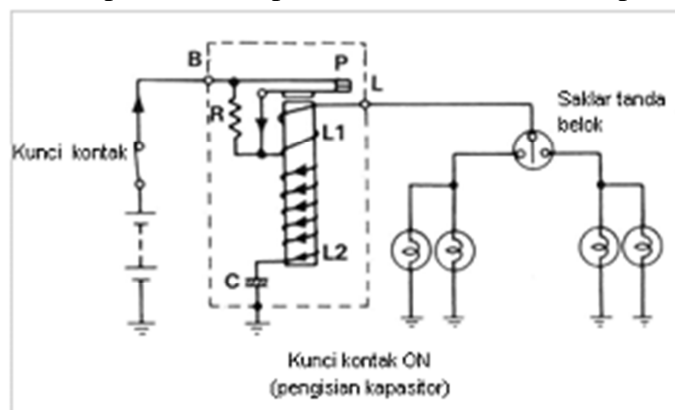 B
P
L
Saklar tanda
belok
R
Kunci kontak
L1
L2
C
Kunci kontak ON
(pengisian kapasitor)